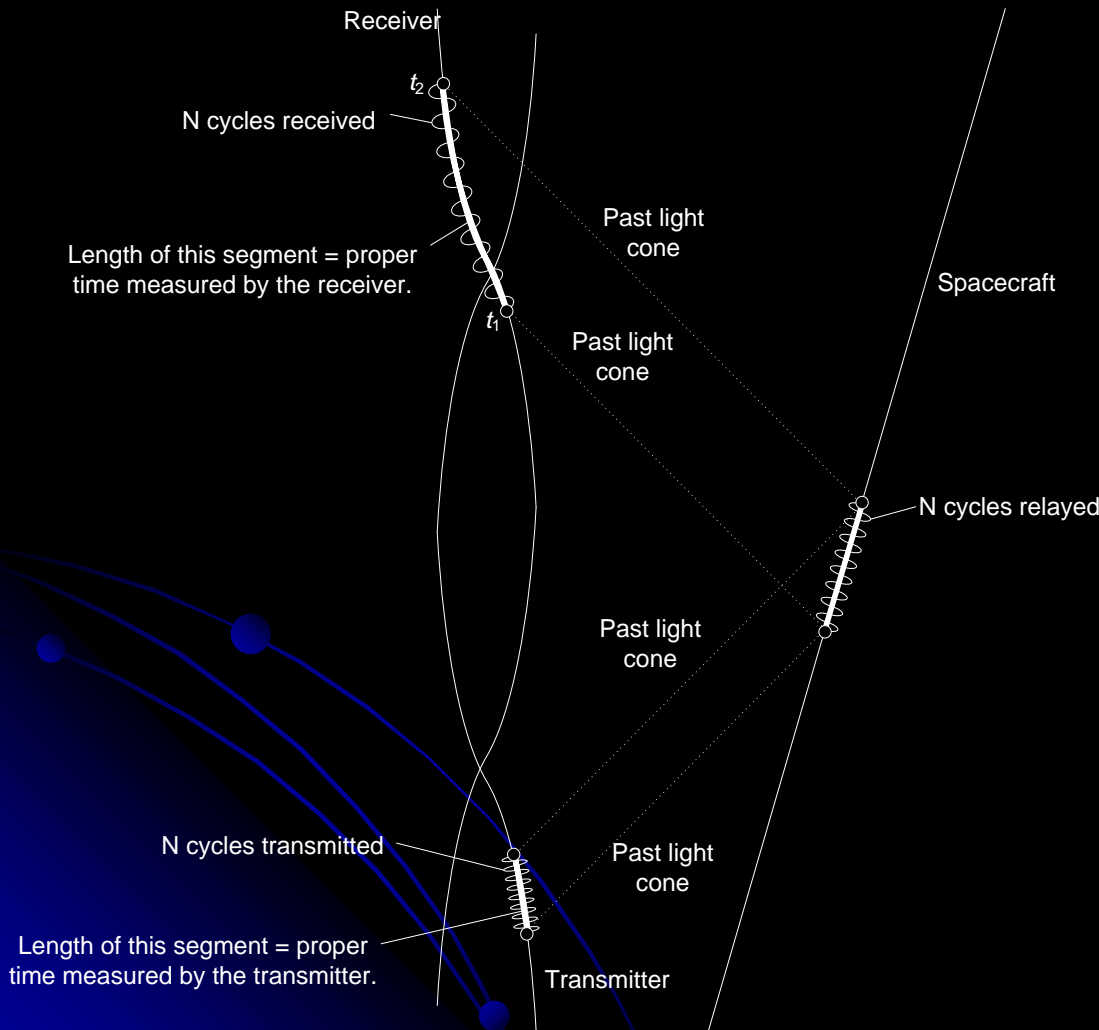 Receiver
t2
N cycles received
Past light
cone
Length of this segment = proper
time measured by the receiver.
Spacecraft
t1
Past light
cone
N cycles relayed
Past light
cone
N cycles transmitted
Past light
cone
Length of this segment = proper
time measured by the transmitter.
Transmitter